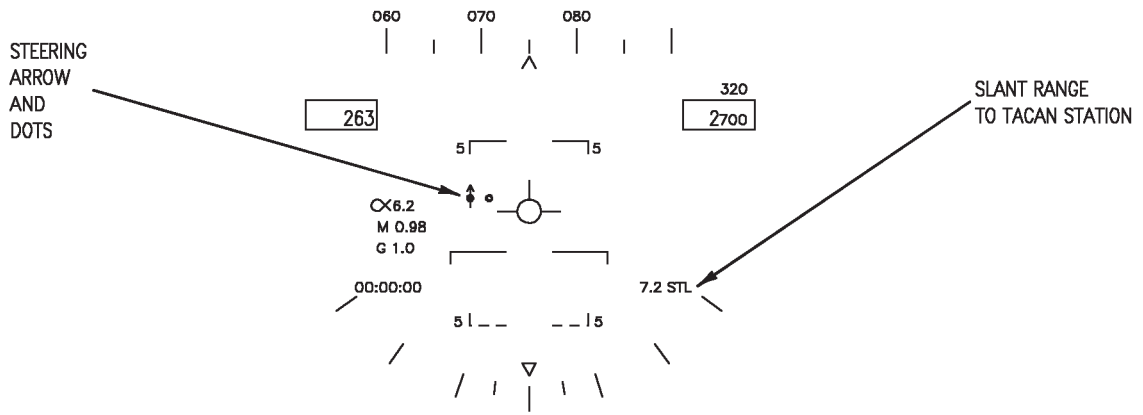 060 070 080
STEERING
ARROW
AND
DOTS
263
320
2700
SLANT RANGE
TO TACAN STATION
5 5
α6.2
M 0.98
G 1.0
00:00:00
7.2 STL
5 5